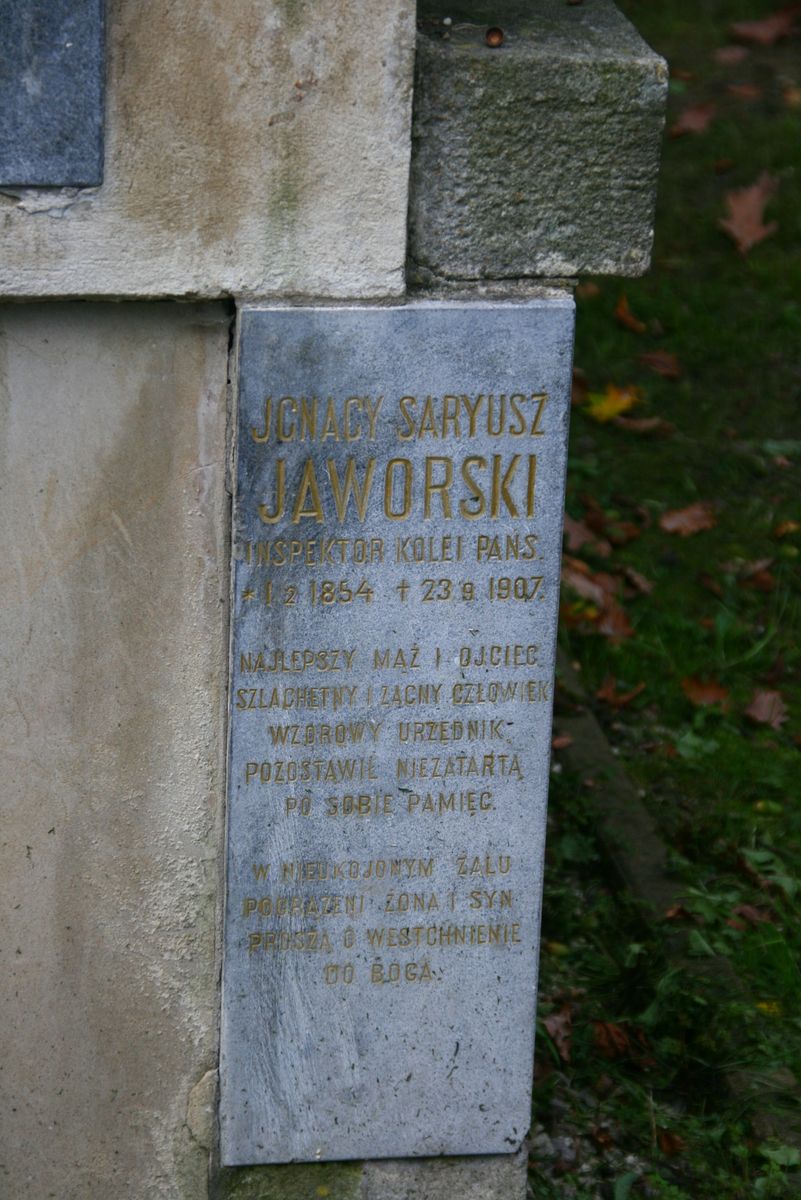 JGNACY SARYUSZ
JAWORSKI
INSPEKTOR KOLEI PAŃS.
* 1 2 1854 † 23 9 1907.
NAJLEPSZY MĄŻ I OJCIEC
SZLACHETNY I ZACNY CZŁOWIEK
WZOROWY URZĘDNIK,
POZOSTAWIŁ NIEZATARTĄ
PO SOBIE PAMIĘĆ.
W NIEUKOJONYM ŻALU
POGRĄŻENI ŻONA I SYN
PROSZĄ O WESTCHNIENIE
DO BOGA.